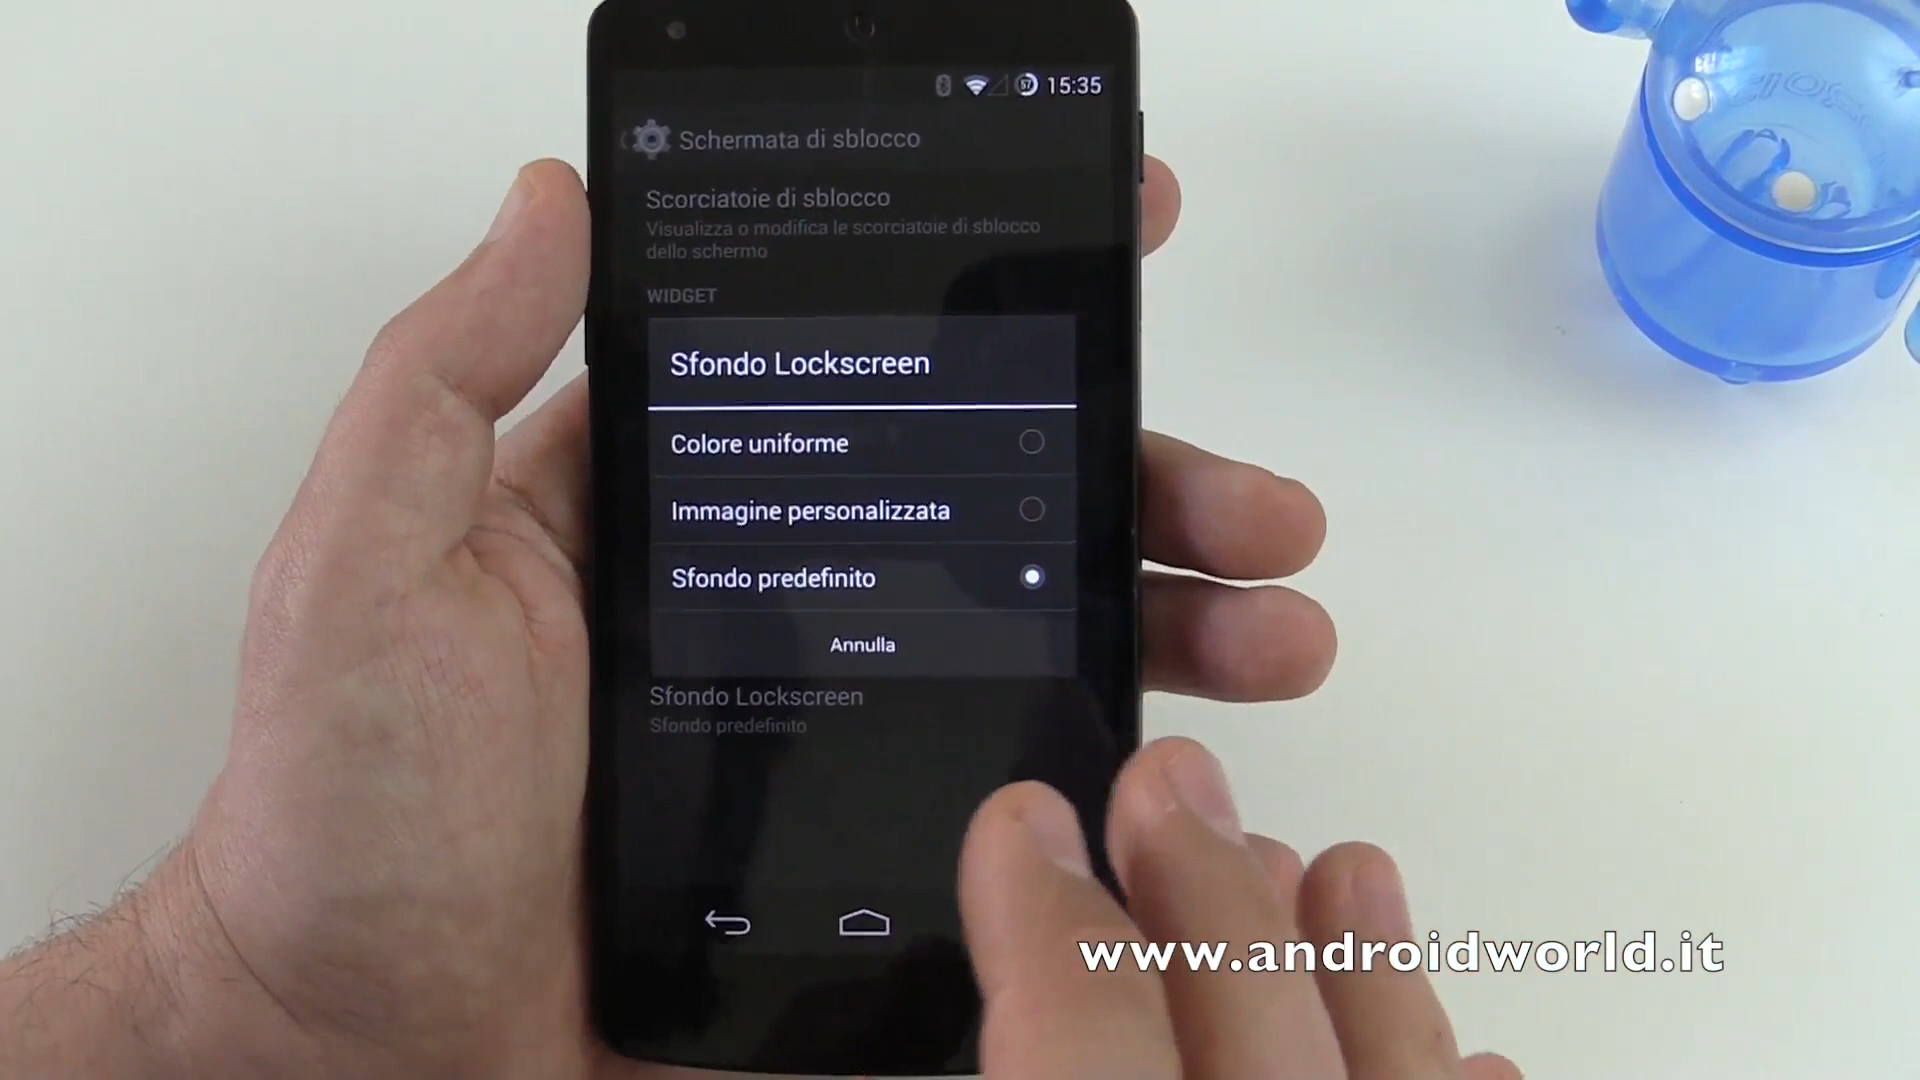 57 15:35
Schermata di sblocco
Scorciatoie di sblocco
Visualizza o modifica le scorciatoie di sblocco
dello schermo
WIDGET
Sfondo Lockscreen
Colore uniforme
Immagine personalizzata
Sfondo predefinito
Annulla
Sfondo Lockscreen
Sfondo predefinito
www.androidworld.it